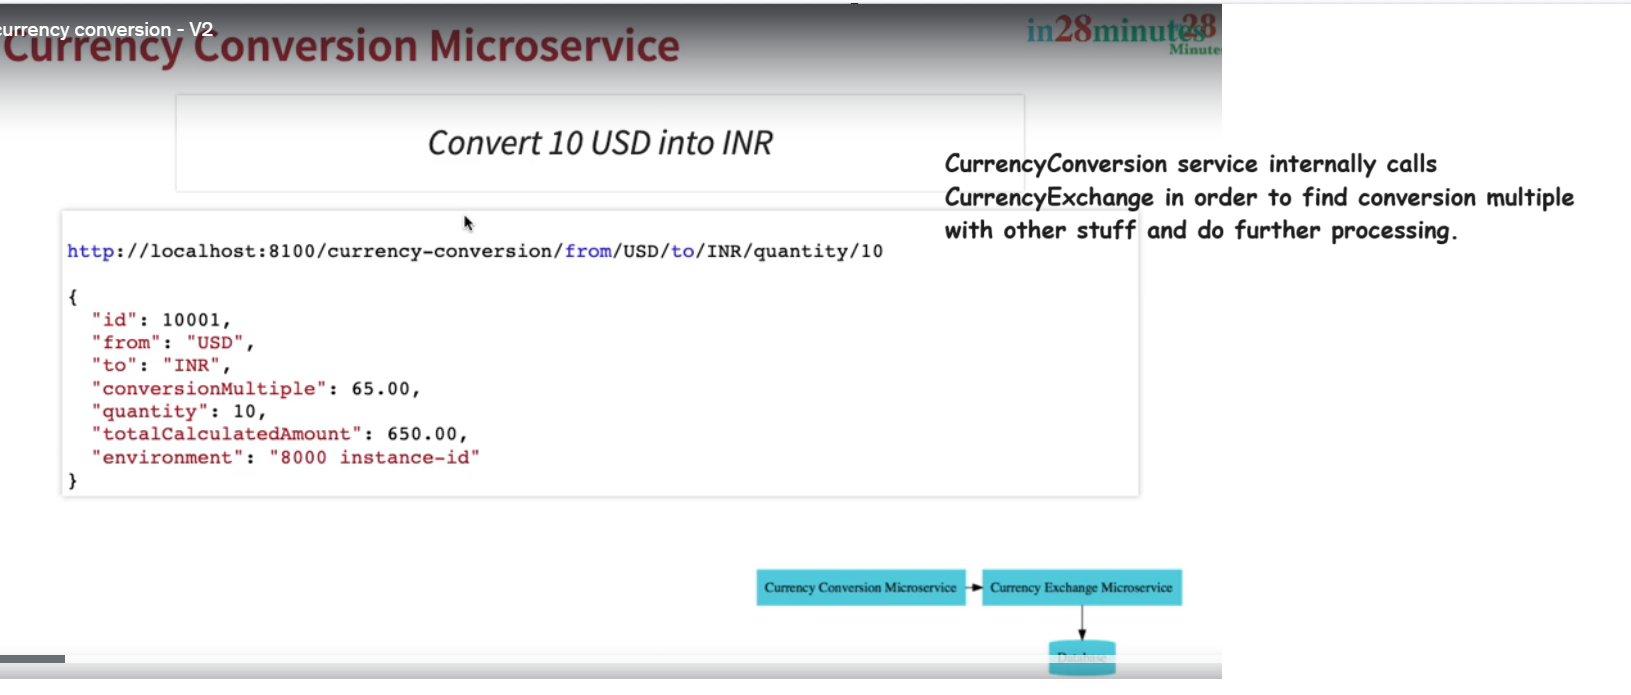 currency conversion - V2
Currency Conversion Microservice
in28minutes
28
Minute
Convert 10 USD into INR
CurrencyConversion service internally calls
CurrencyExchange in order to find conversion multiple
with other stuff and do further processing.
http://localhost:8100/currency-conversion/from/USD/to/INR/quantity/10
{
"id": 10001,
"from": "USD",
"to": "INR",
"conversionMultiple": 65.00,
"quantity": 10,
"totalCalculatedAmount": 650.00,
"environment": "8000 instance-id"
}
Currency Conversion Microservice
Currency Exchange Microservice
Database